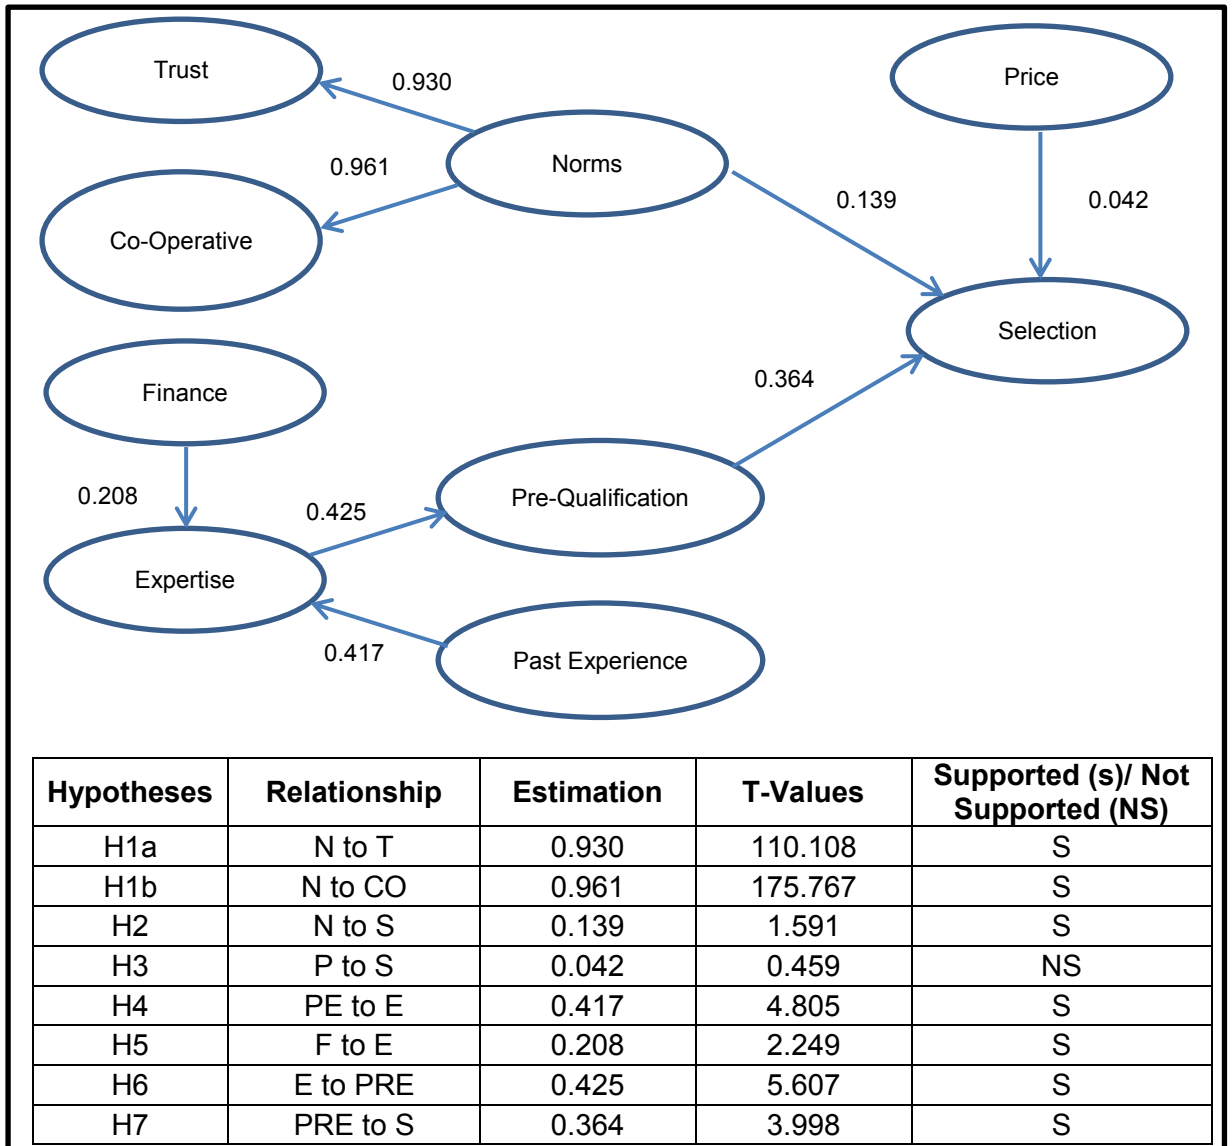 Trust
Price
0.930
Norms
0.961
0.139
0.042
Co-Operative
Selection
Finance
0.364
0.208
0.425
Pre-Qualification
Expertise
0.417
Past Experience
Hypotheses Relationship Estimation T-Values Supported (s)/ Not Supported (NS)
H1a N to T 0.930 110.108 S
H1b N to CO 0.961 175.767 S
H2 N to S 0.139 1.591 S
H3 P to S 0.042 0.459 NS
H4 PE to E 0.417 4.805 S
H5 F to E 0.208 2.249 S
H6 E to PRE 0.425 5.607 S
H7 PRE to S 0.364 3.998 S